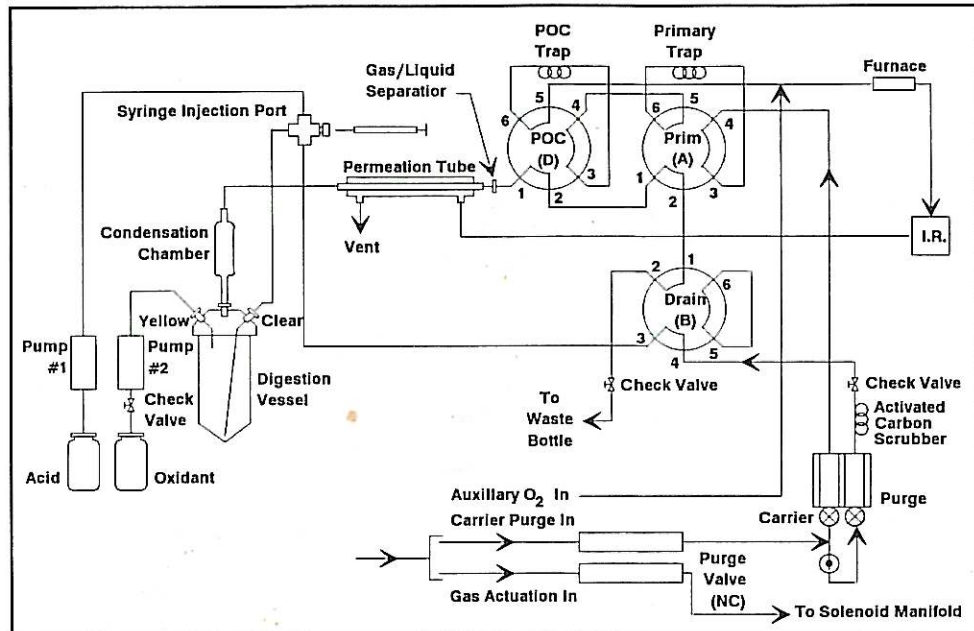 POC
Trap
Primary
Trap
Furnace
Gas/Liquid
Separatior
Syringe Injection Port
5
4
6
POC
(D)
3
1
2
5
6
4
Prim
(A)
1
3
2
Permeation Tube
Vent
I.R.
Condensation
Chamber
1
2
6
Drain
(B)
3
5
4
Yellow
Clear
Pump
#1
Pump
#2
Check
Valve
Digestion
Vessel
Check Valve
To
Waste
Bottle
Check Valve
Activated
Carbon
Scrubber
Acid
Oxidant
Auxillary O2 In
Carrier
Purge
Carrier Purge In
Purge
Valve
(NC)
Gas Actuation In
To Solenoid Manifold